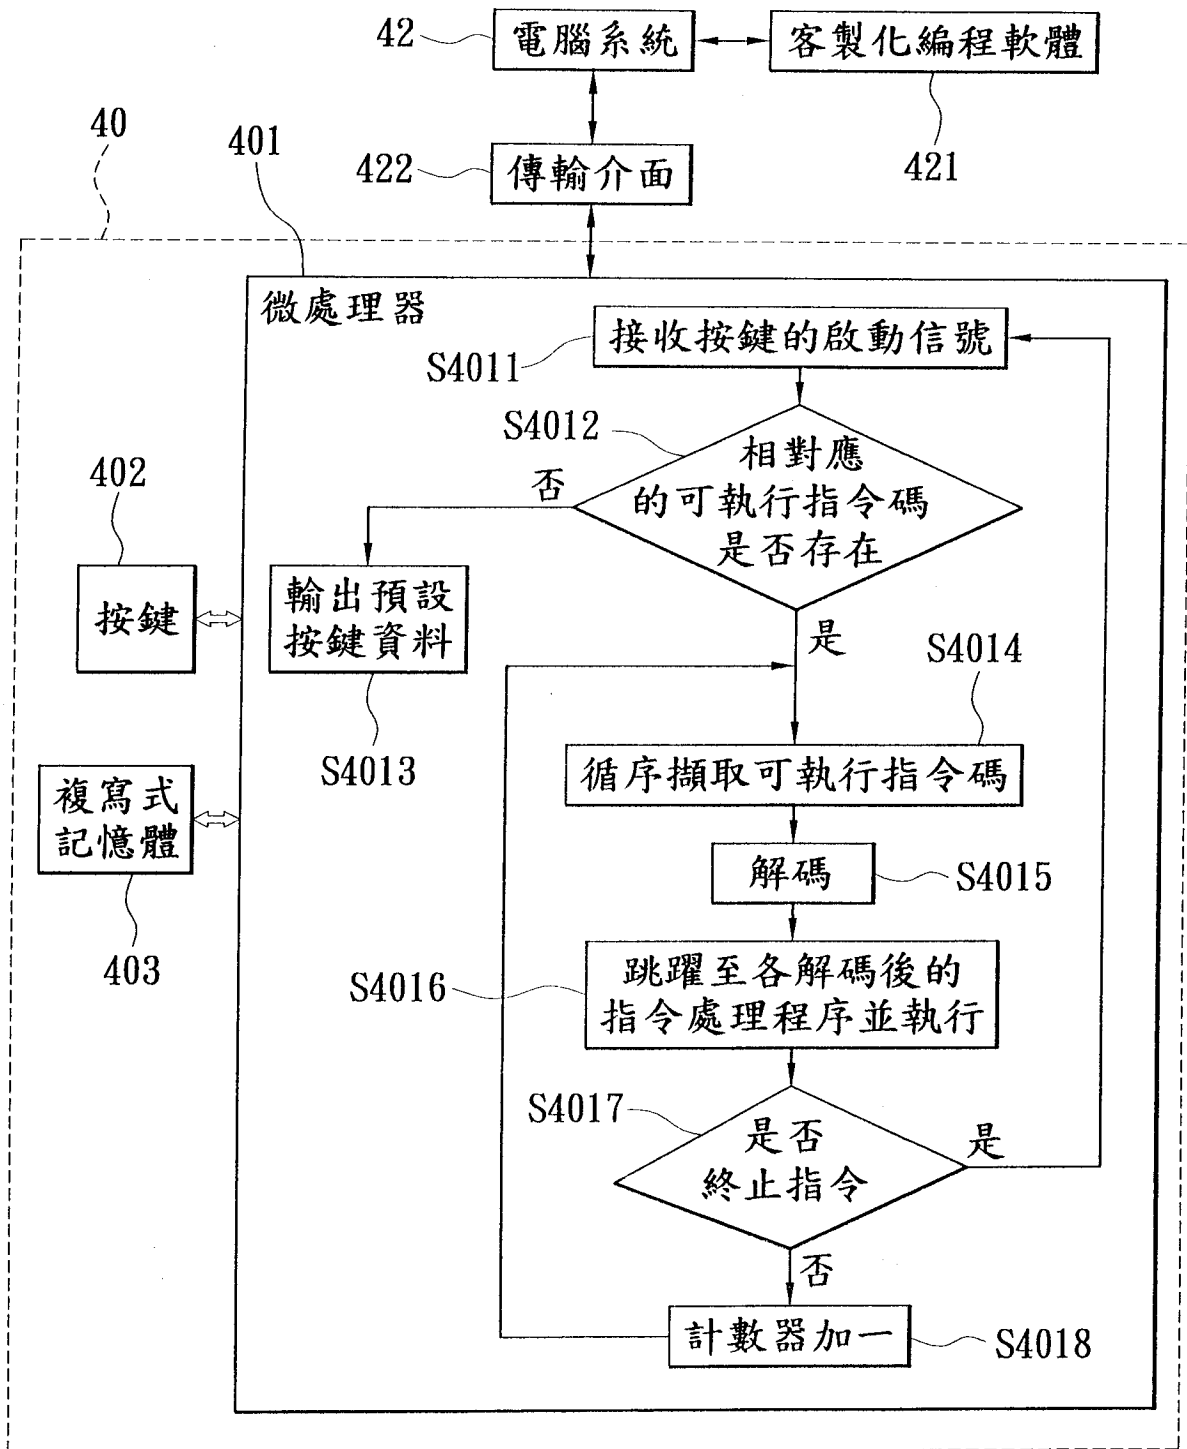 42
電腦系統
客製化編程軟體
421
422
傳輸介面
40
401
微處理器
接收按鍵的啟動信號
S4011
S4012
相對應
的可執行指令碼
是否存在
否
是
402
按鍵
輸出預設
按鍵資料
S4013
S4014
循序擷取可執行指令碼
複寫式
記憶體
403
解碼
S4015
S4016
跳躍至各解碼後的
指令處理程序並執行
S4017
是否
終止指令
是
否
計數器加一
S4018